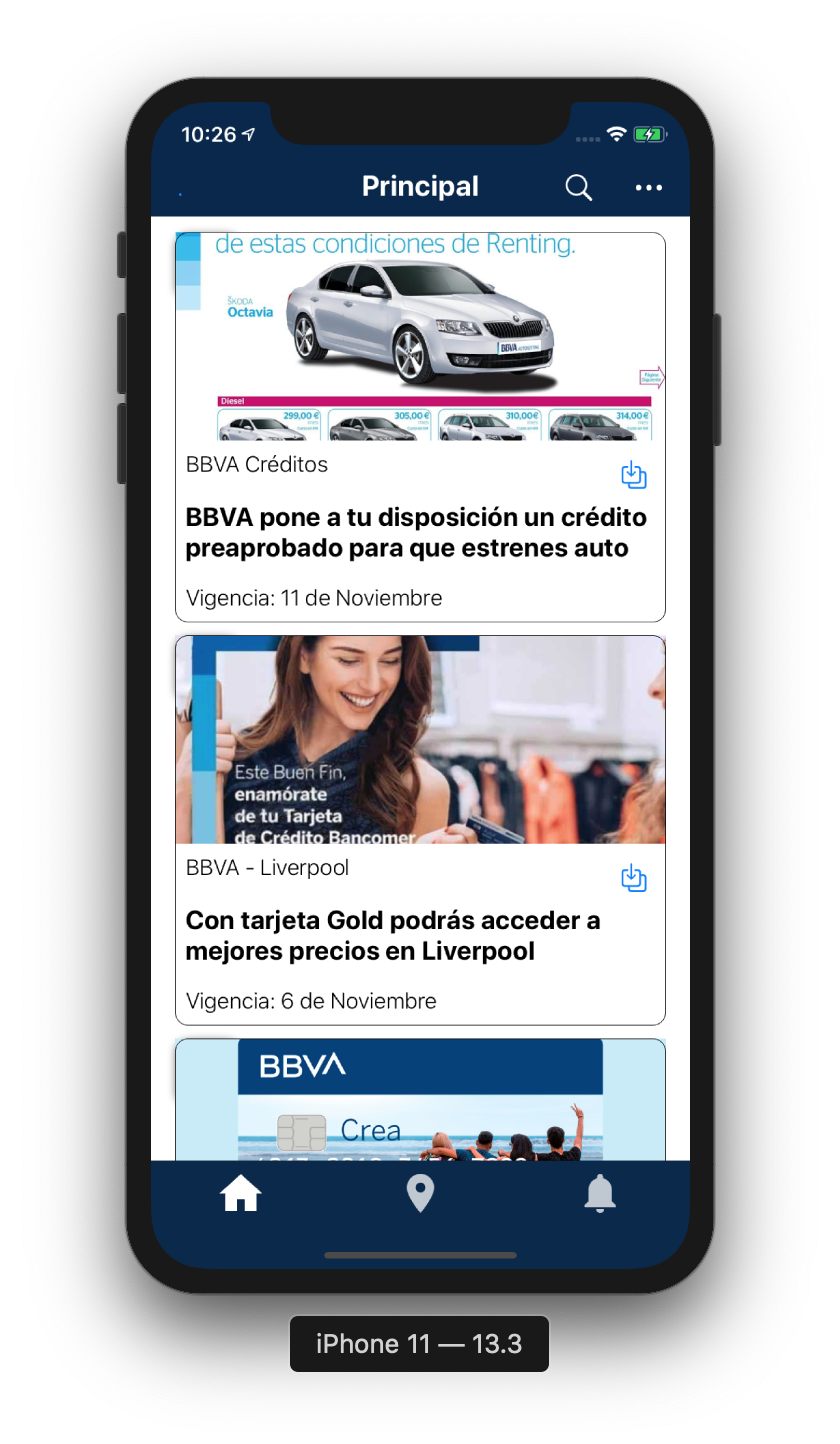 10:26
Principal
de estas condiciones de Renting.
ŠKODA
Octavia
BBVA
Página
Siguiente
Diesel
299,00 €
305,00 €
310,00 €
314,00 €
BBVA Créditos
BBVA pone a tu disposición un crédito
preaprobado para que estrenes auto
Vigencia: 11 de Noviembre
Este Buen Fin,
enamórate
de tu Tarjeta
de Crédito Bancomer
BBVA - Liverpool
Con tarjeta Gold podrás acceder a
mejores precios en Liverpool
Vigencia: 6 de Noviembre
BBVA
Crea
iPhone 11 — 13.3